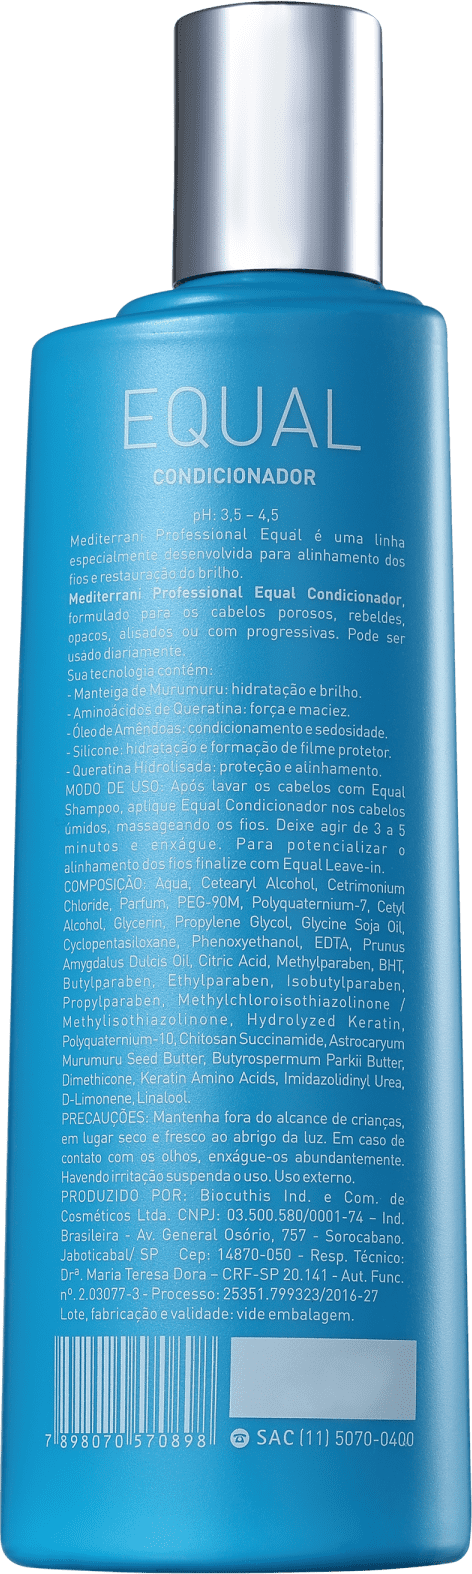 EQUAL
CONDICIONADOR
pH: 3,5 – 4,5
Mediterrani Professional Equal é uma linha
especialmente desenvolvida para alinhamento dos
fios e restauração do brilho.
Mediterrani Professional Equal Condicionador,
formulado para os cabelos porosos, rebeldes,
opacos, alisados ou com progressivas. Pode ser
usado diariamente.
Sua tecnologia contém:
- Manteiga de Murumuru: hidratação e brilho.
- Aminoácidos de Queratina: força e maciez.
- Óleo de Amêndoas: condicionamento e sedosidade.
- Silicone: hidratação e formação de filme protetor.
- Queratina Hidrolisada: proteção e alinhamento.
MODO DE USO: Após lavar os cabelos com Equal
Shampoo, aplique Equal Condicionador nos cabelos
úmidos, massageando os fios. Deixe agir de 3 a 5
minutos e enxágue. Para potencializar o
alinhamento dos fios finalize com Equal Leave-in.
COMPOSIÇÃO: Aqua, Cetearyl Alcohol, Cetrimonium
Chloride, Parfum, PEG-90M, Polyquaternium-7, Cetyl
Alcohol, Glycerin, Propylene Glycol, Glycine Soja Oil,
Cyclopentasiloxane, Phenoxyethanol, EDTA, Prunus
Amygdalus Dulcis Oil, Citric Acid, Methylparaben, BHT,
Butylparaben, Ethylparaben, Isobutylparaben,
Propylparaben, Methylchloroisothiazolinone /
Methylisothiazolinone, Hydrolyzed Keratin,
Polyquaternium-10, Chitosan Succinamide, Astrocaryum
Murumuru Seed Butter, Butyrospermum Parkii Butter,
Dimethicone, Keratin Amino Acids, Imidazolidinyl Urea,
D-Limonene, Linalool.
PRECAUÇÕES: Mantenha fora do alcance de crianças,
em lugar seco e fresco ao abrigo da luz. Em caso de
contato com os olhos, enxágue-os abundantemente.
Havendo irritação suspenda o uso. Uso externo.
PRODUZIDO POR: Biocuthis Ind. e Com. de
Cosméticos Ltda. CNPJ: 03.500.580/0001-74 – Ind.
Brasileira - Av. General Osório, 757 - Sorocabano.
Jaboticabal/ SP Cep: 14870-050 - Resp. Técnico:
Drª. Maria Teresa Dora – CRF-SP 20.141 - Aut. Func.
nº. 2.03077-3 - Processo: 25351.799323/2016-27
Lote, fabricação e validade: vide embalagem.
7 898070 570898
SAC (11) 5070-0400